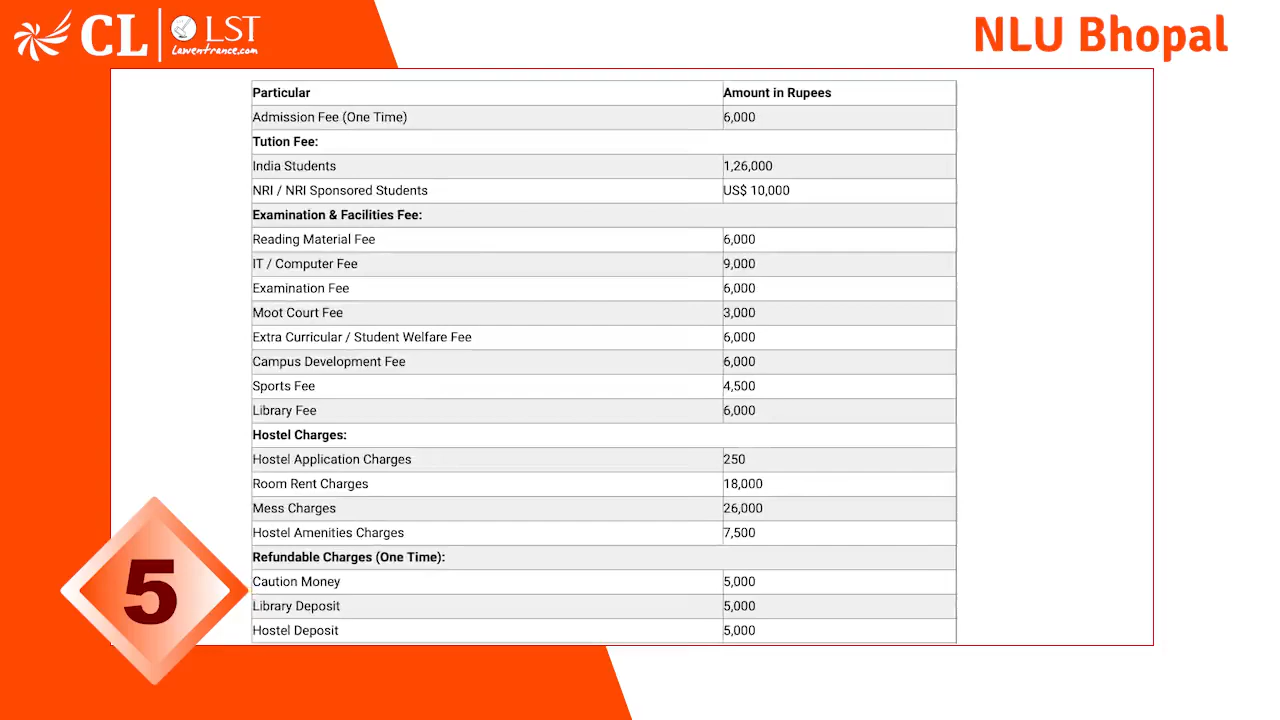 CL LST
Lawentrance.com
NLU Bhopal
Particular Amount in Rupees
Admission Fee (One Time) 6,000
Tution Fee:
India Students 1,26,000
NRI / NRI Sponsored Students US$ 10,000
Examination & Facilities Fee:
Reading Material Fee 6,000
IT / Computer Fee 9,000
Examination Fee 6,000
Moot Court Fee 3,000
Extra Curricular / Student Welfare Fee 6,000
Campus Development Fee 6,000
Sports Fee 4,500
Library Fee 6,000
Hostel Charges:
Hostel Application Charges 250
Room Rent Charges 18,000
Mess Charges 26,000
Hostel Amenities Charges 7,500
Refundable Charges (One Time):
Caution Money 5,000
Library Deposit 5,000
Hostel Deposit 5,000
5